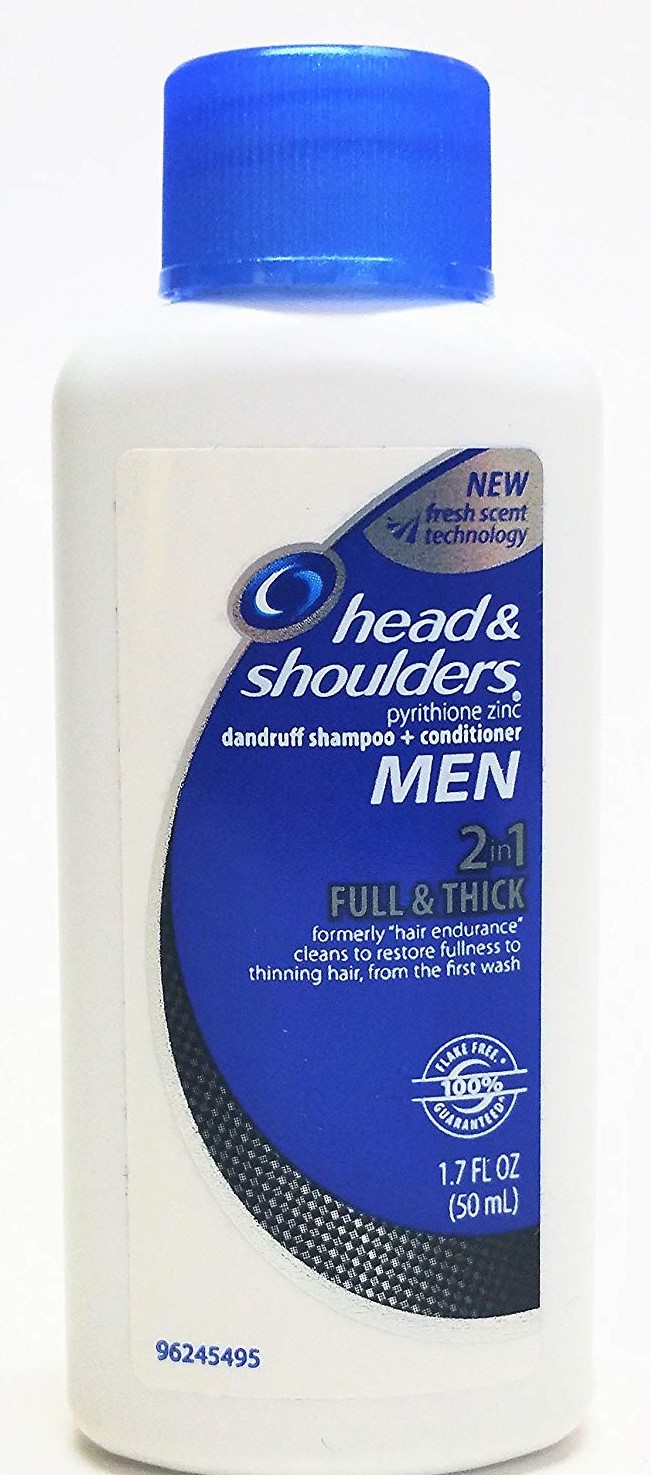 NEW
fresh scent
technology
head &
shoulders®
pyrithione zinc
dandruff shampoo + conditioner
MEN
2in1
FULL & THICK
formerly "hair endurance"
cleans to restore fullness to
thinning hair, from the first wash
FLAKE FREE.
100%
GUARANTEED^
1.7 FL OZ
(50 mL)
96245495